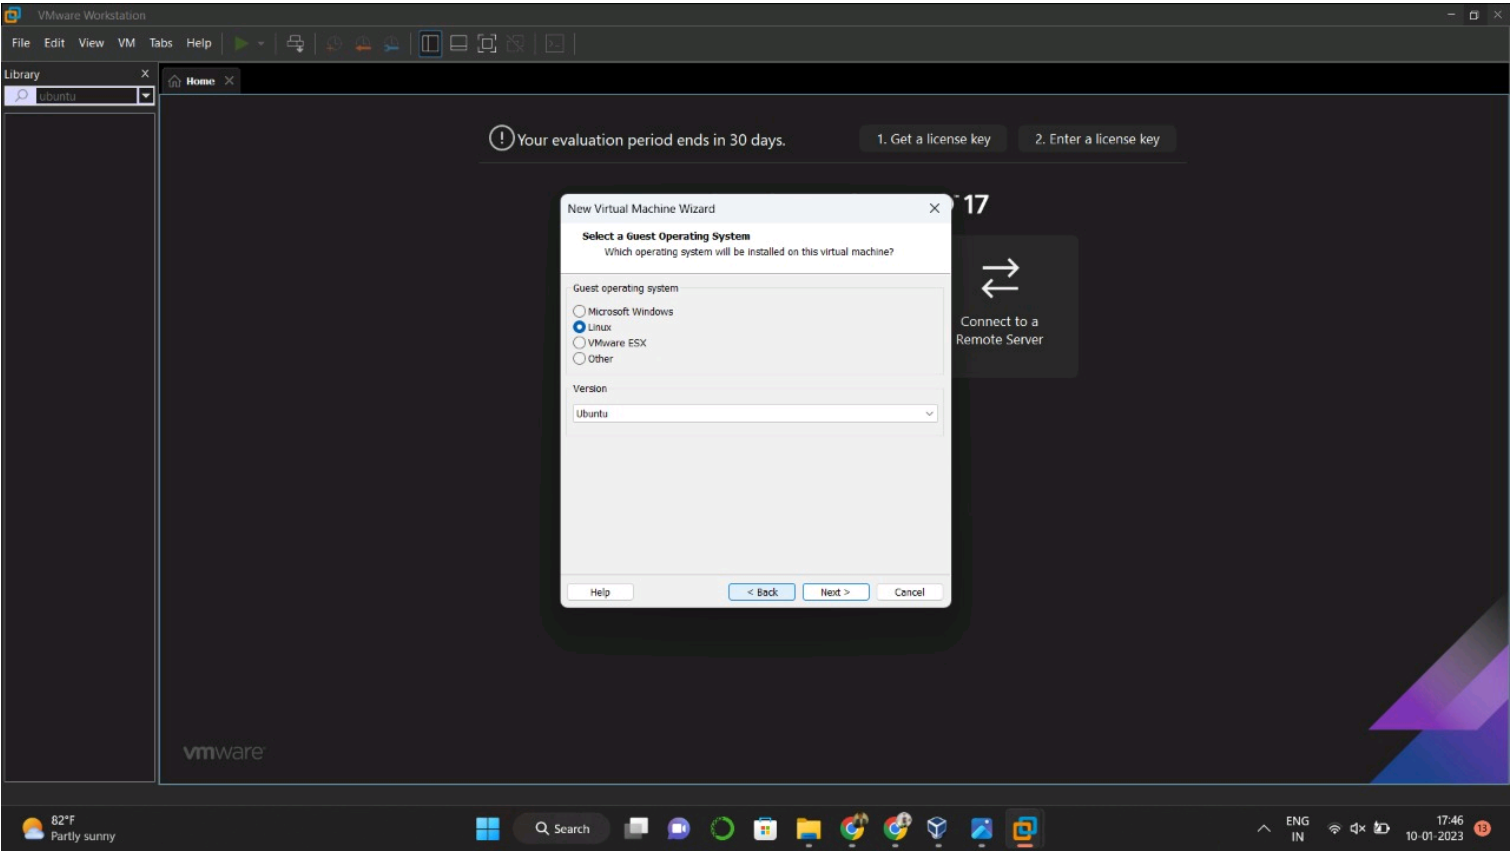 VMware Workstation
File Edit View VM Tabs Help
Library X
Home
ubuntu
Your evaluation period ends in 30 days. 1. Get a license key 2. Enter a license key
17
New Virtual Machine Wizard
Select a Guest Operating System
Which operating system will be installed on this virtual machine?
Guest operating system
Microsoft Windows
Linux
VMware ESX
Other
Connect to a
Remote Server
Version
Ubuntu
Help < Back Next > Cancel
vmware
82°F
Partly sunny
Search
ENG
IN
17:46
10-01-2023
13